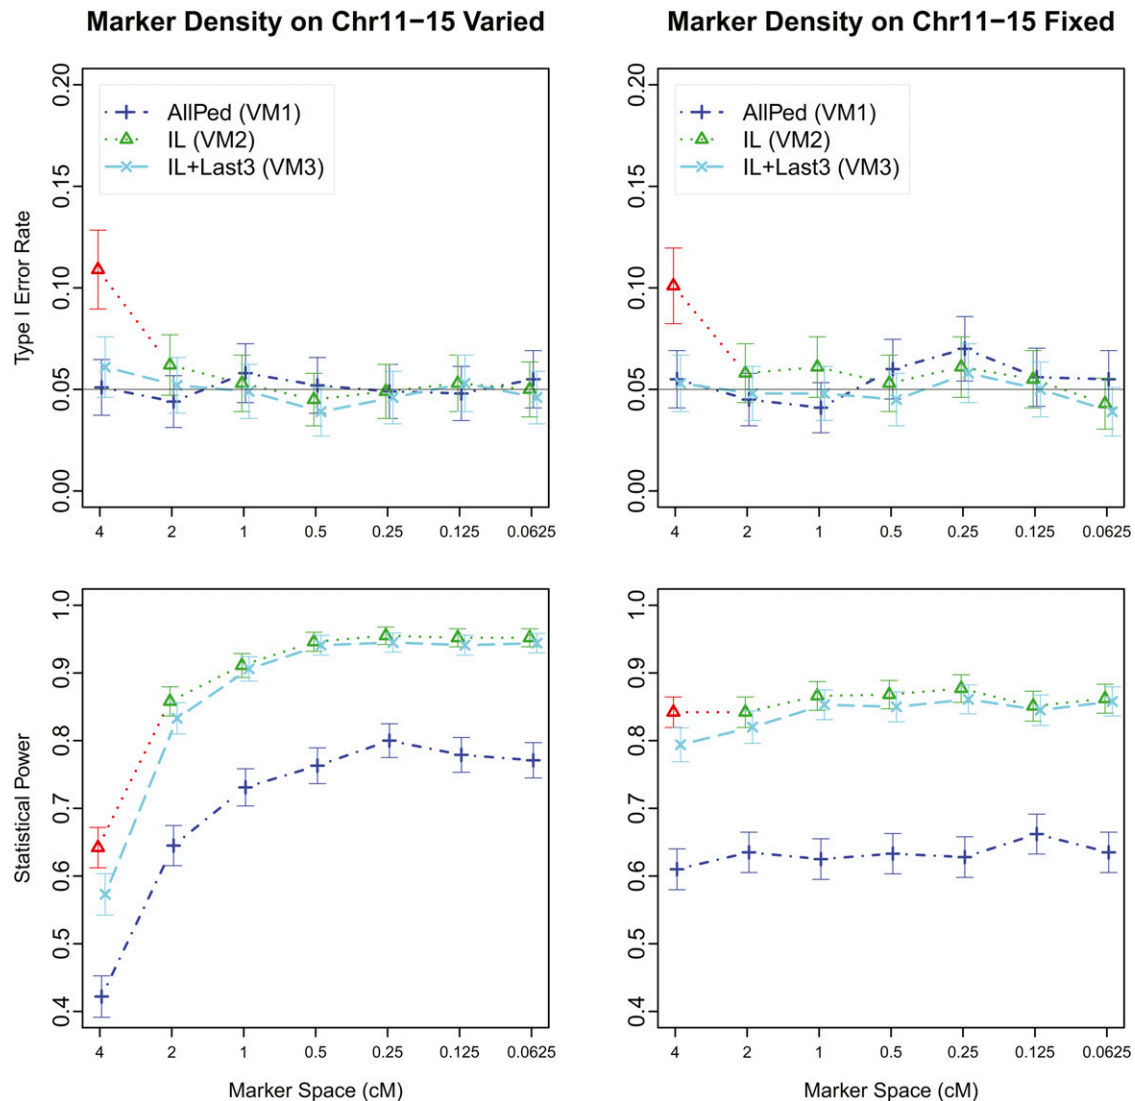 Marker Density on Chr11−15 Varied
Marker Density on Chr11−15 Fixed
Type I Error Rate
0.20
0.15
0.10
0.05
0.00
AllPed (VM1)
IL (VM2)
IL+Last3 (VM3)
4 2 1 0.5 0.25 0.125 0.0625
AllPed (VM1)
IL (VM2)
IL+Last3 (VM3)
0.20
0.15
0.10
0.05
0.00
4 2 1 0.5 0.25 0.125 0.0625
Statistical Power
1.0
0.9
0.8
0.7
0.6
0.5
0.4
4 2 1 0.5 0.25 0.125 0.0625
Marker Space (cM)
1.0
0.9
0.8
0.7
0.6
0.5
0.4
4 2 1 0.5 0.25 0.125 0.0625
Marker Space (cM)